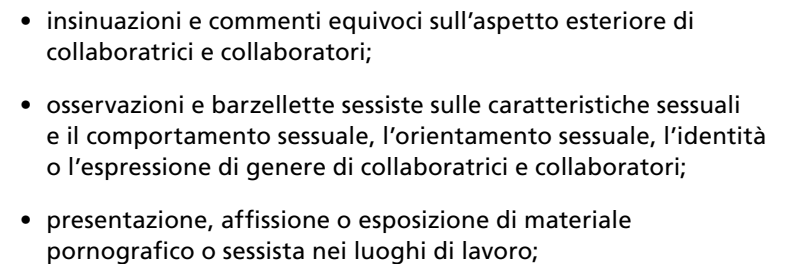 • insinuazioni e commenti equivoci sull’aspetto esteriore di
collaboratrici e collaboratori;
• osservazioni e barzellette sessiste sulle caratteristiche sessuali
e il comportamento sessuale, l’orientamento sessuale, l’identità
o l’espressione di genere di collaboratrici e collaboratori;
• presentazione, affissione o esposizione di materiale
pornografico o sessista nei luoghi di lavoro;